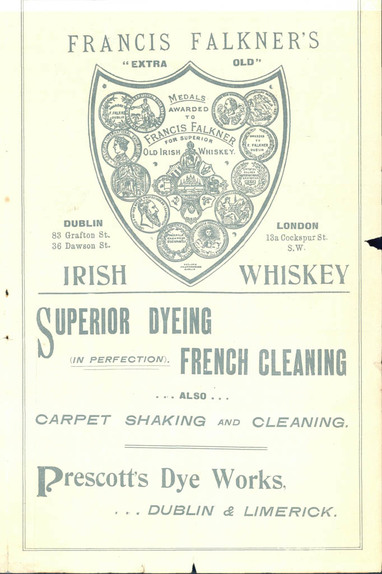 FRANCIS FALKNER'S
"EXTRA OLD"
MEDALS
AWARDED
TO
FRANCIS FALKNER
FOR SUPERIOR
OLD IRISH WHISKEY.
DUBLIN
83 Grafton St.
36 Dawson St.
LONDON
13a Cockspur St.
S.W.
IRISH WHISKEY
SUPERIOR DYEING
(IN PERFECTION).
FRENCH CLEANING
... ALSO ...
CARPET SHAKING AND CLEANING.
Prescott's Dye Works,
... DUBLIN & LIMERICK.